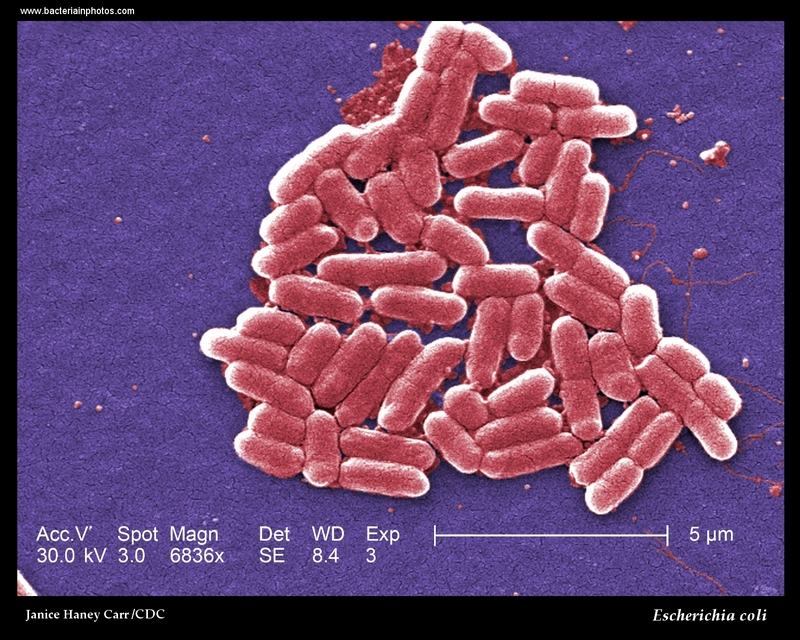 www.bacteriainphotos.com
Acc.V Spot Magn Det WD Exp
30.0 kV 3.0 6836x SE 8.4 3
5 µm
Janice Haney Carr/CDC
Escherichia coli